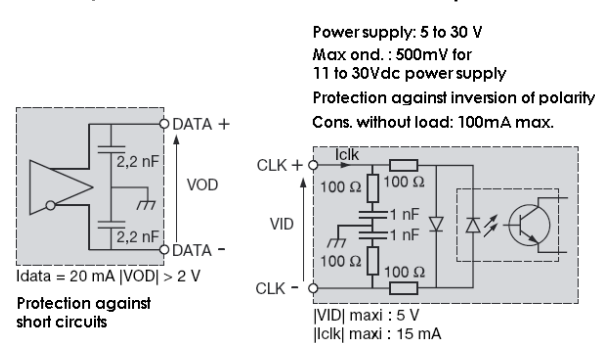 Power supply: 5 to 30 V
Max ond. : 500mV for
11 to 30Vdc power supply
Protection against inversion of polarity
Cons. without load: 100mA max.
DATA +
2,2 nF
VOD
2,2 nF
DATA -
Idata = 20 mA |VOD| > 2 V
Protection against
short circuits
CLK +
Iclk
100 Ω
100 Ω
1 nF
VID
1 nF
100 Ω
100 Ω
CLK -
|VID| maxi : 5 V
|Iclk| maxi : 15 mA